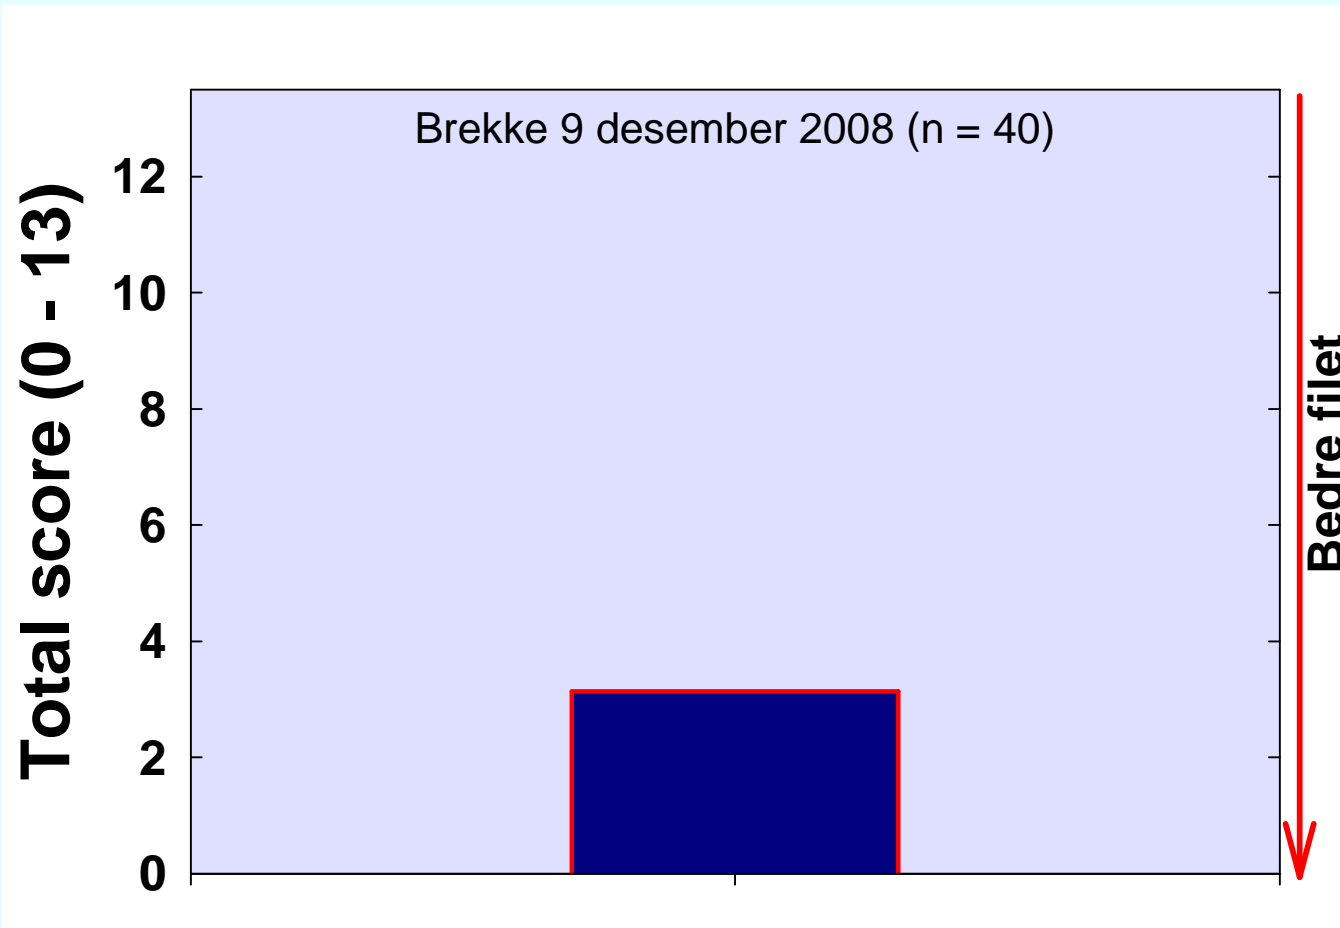 Brekke 9 desember 2008 (n = 40)
Total score (0 - 13)
12
10
8
6
4
2
0
Bedre filet